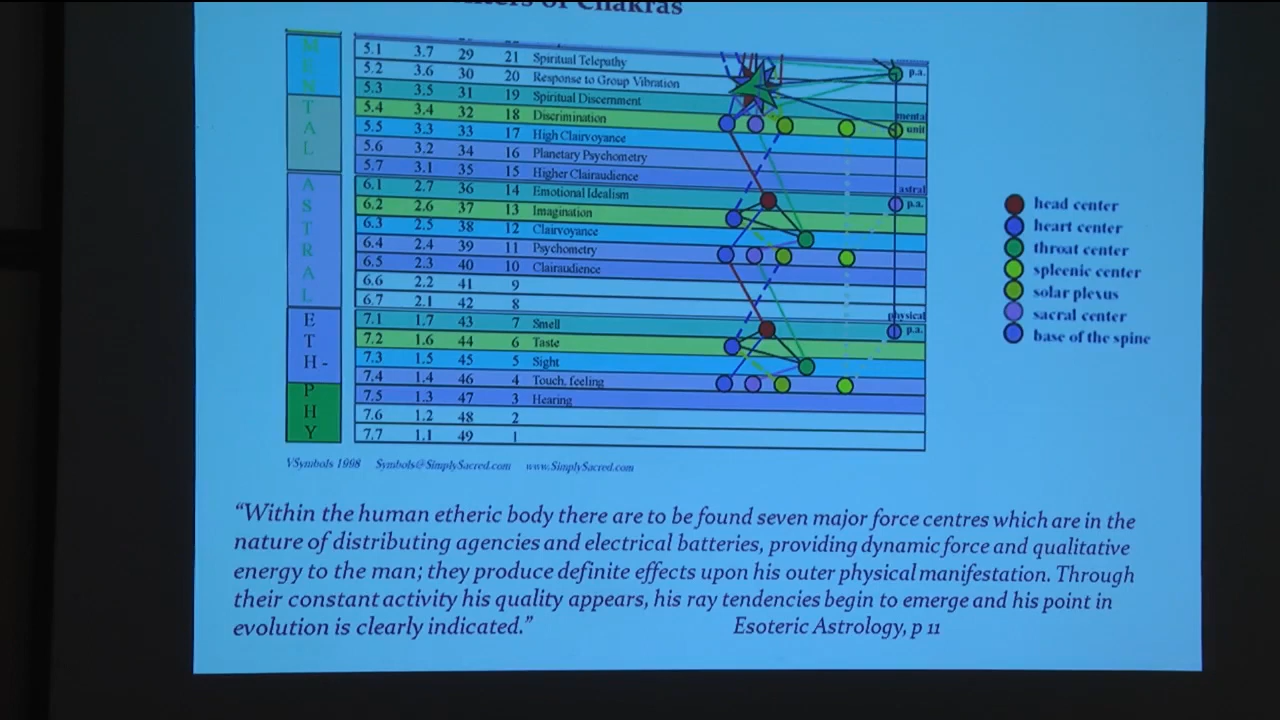 of Chakras
MENTAL
5.1 3.7 29 21 Spiritual Telepathy
5.2 3.6 30 20 Response to Group Vibration
5.3 3.5 31 19 Spiritual Discernment
5.4 3.4 32 18 Discrimination
5.5 3.3 33 17 High Clairvoyance
5.6 3.2 34 16 Planetary Psychometry
5.7 3.1 35 15 Higher Clairaudience
p.a.
mental
unit
ASTRAL
6.1 2.7 36 14 Emotional Idealism
6.2 2.6 37 13 Imagination
6.3 2.5 38 12 Clairvoyance
6.4 2.4 39 11 Psychometry
6.5 2.3 40 10 Clairaudience
6.6 2.2 41 9
6.7 2.1 42 8
astral
p.a.
ETH-PHY
7.1 1.7 43 7 Smell
7.2 1.6 44 6 Taste
7.3 1.5 45 5 Sight
7.4 1.4 46 4 Touch, feeling
7.5 1.3 47 3 Hearing
7.6 1.2 48 2
7.7 1.1 49 1
physical
p.a.
head center
heart center
throat center
spleenic center
solar plexus
sacral center
base of the spine
VSymbols 1998 Symbols@SimplySacred.com www.SimplySacred.com
“Within the human etheric body there are to be found seven major force centres which are in the
nature of distributing agencies and electrical batteries, providing dynamic force and qualitative
energy to the man; they produce definite effects upon his outer physical manifestation. Through
their constant activity his quality appears, his ray tendencies begin to emerge and his point in
evolution is clearly indicated.” Esoteric Astrology, p 11